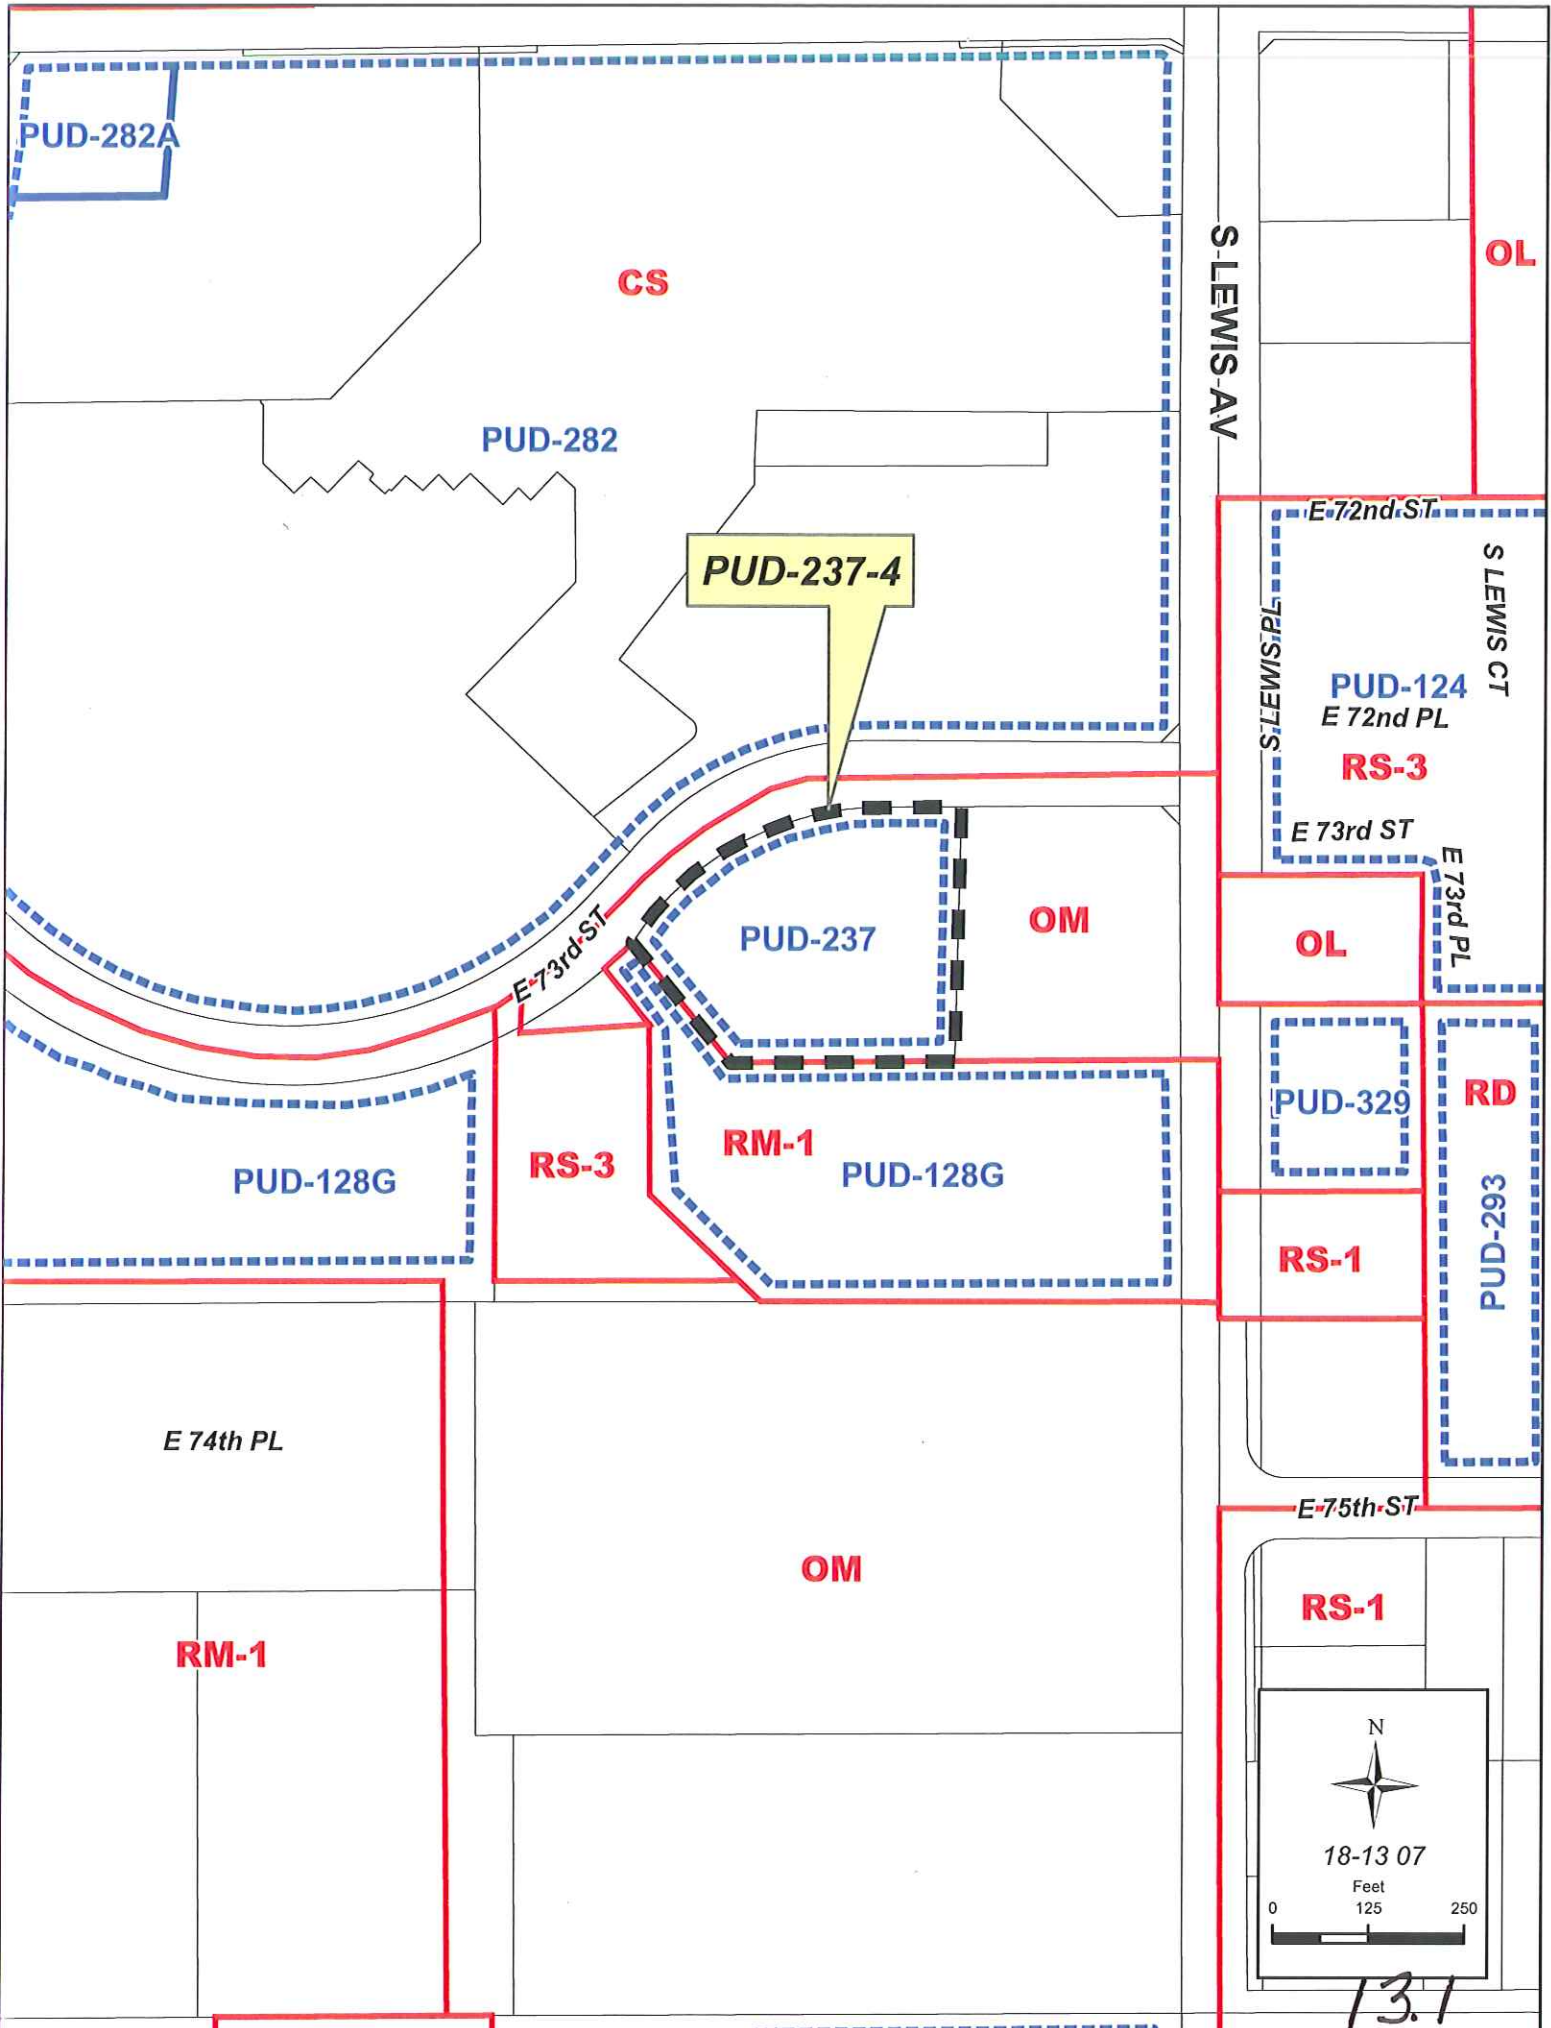 PUD-282A
CS
S LEWIS AV
OL
PUD-282
E 72nd ST
PUD-237-4
S LEWIS PL
S LEWIS CT
PUD-124
E 72nd PL
RS-3
E 73rd ST
E 73rd PL
PUD-237
OM
OL
E 73rd ST
PUD-329
RD
RM-1
RS-3
PUD-128G
PUD-128G
PUD-293
RS-1
E 74th PL
E 75th ST
OM
RS-1
RM-1
N
18-13 07
Feet
0 125 250
13.1